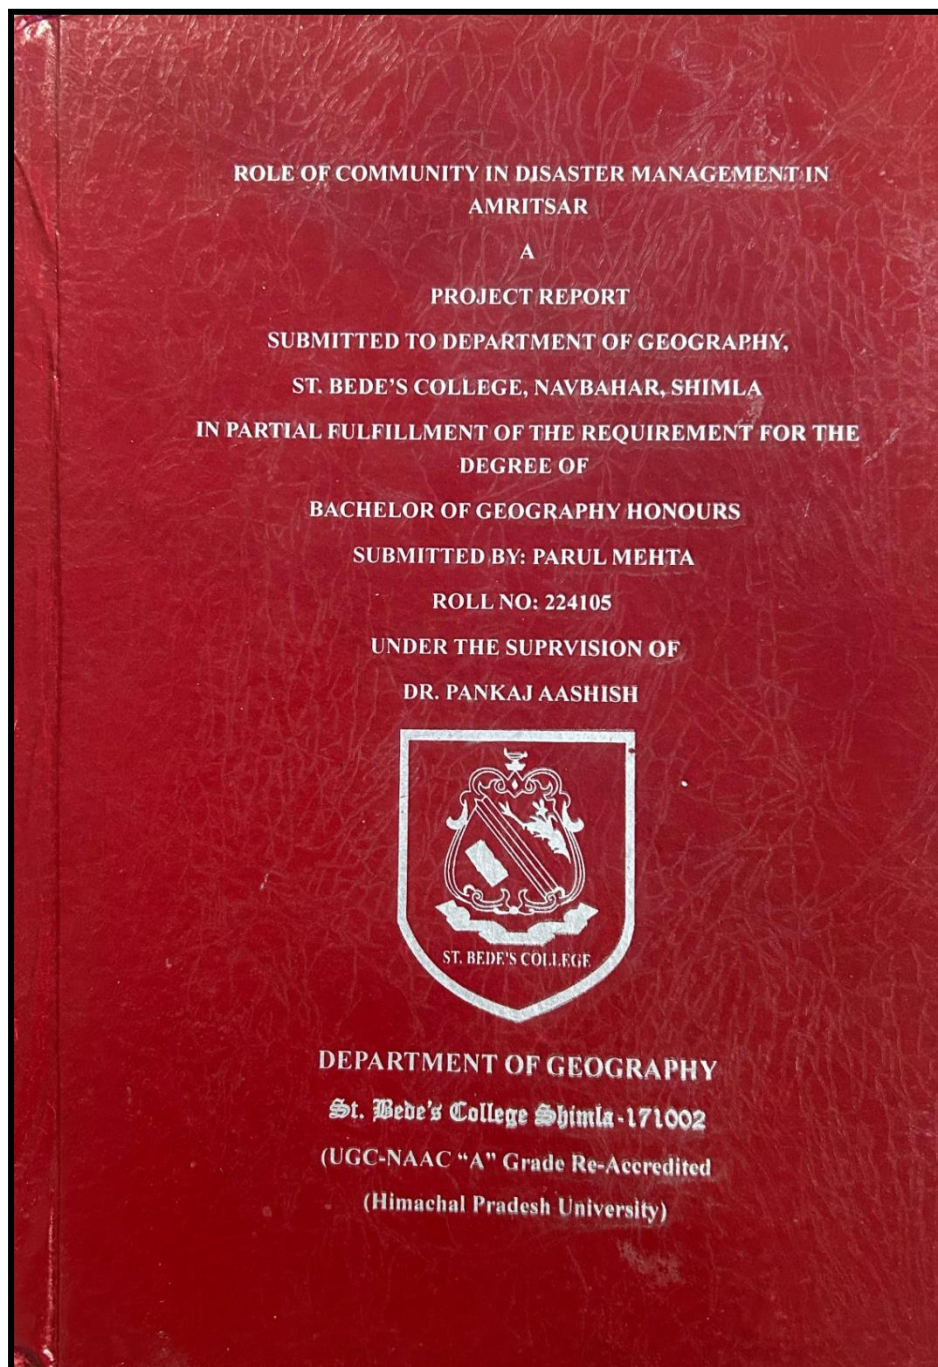 ROLE OF COMMUNITY IN DISASTER MANAGEMENT IN
AMRITSAR
A
PROJECT REPORT
SUBMITTED TO DEPARTMENT OF GEOGRAPHY,
ST. BEDE'S COLLEGE, NAVBAHAR, SHIMLA
IN PARTIAL FULFILLMENT OF THE REQUIREMENT FOR THE
DEGREE OF
BACHELOR OF GEOGRAPHY HONOURS
SUBMITTED BY: PARUL MEHTA
ROLL NO: 224105
UNDER THE SUPRVISION OF
DR. PANKAJ AASHISH
ST. BEDE'S COLLEGE
DEPARTMENT OF GEOGRAPHY
St. Bede's College Shimla-171002
(UGC-NAAC “A” Grade Re-Accredited
(Himachal Pradesh University)